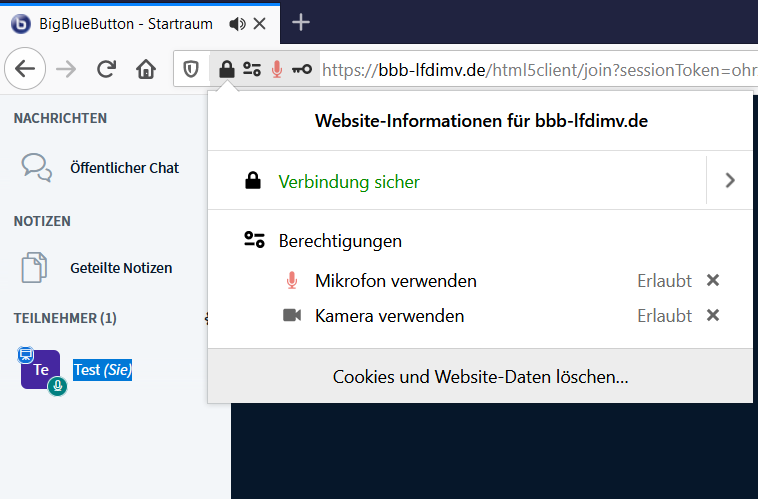 BigBlueButton - Startraum
https://bbb-lfdimv.de/html5client/join?sessionToken=ohr
Website-Informationen für bbb-lfdimv.de
Verbindung sicher
Berechtigungen
Mikrofon verwenden Erlaubt
Kamera verwenden Erlaubt
Cookies und Website-Daten löschen…
NACHRICHTEN
Öffentlicher Chat
NOTIZEN
Geteilte Notizen
TEILNEHMER (1)
Te Test (Sie)